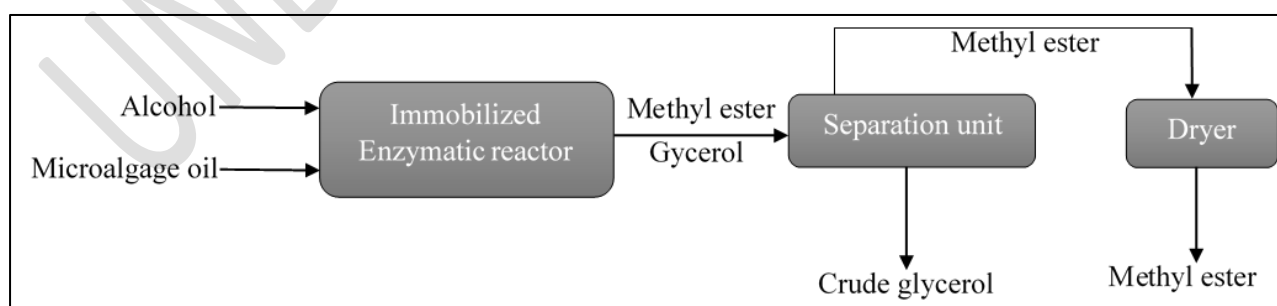 Methyl ester
Alcohol
Immobilized
Enzymatic reactor
Methyl ester
Gycerol
Separation unit
Dryer
Microalgage oil
Crude glycerol
Methyl ester